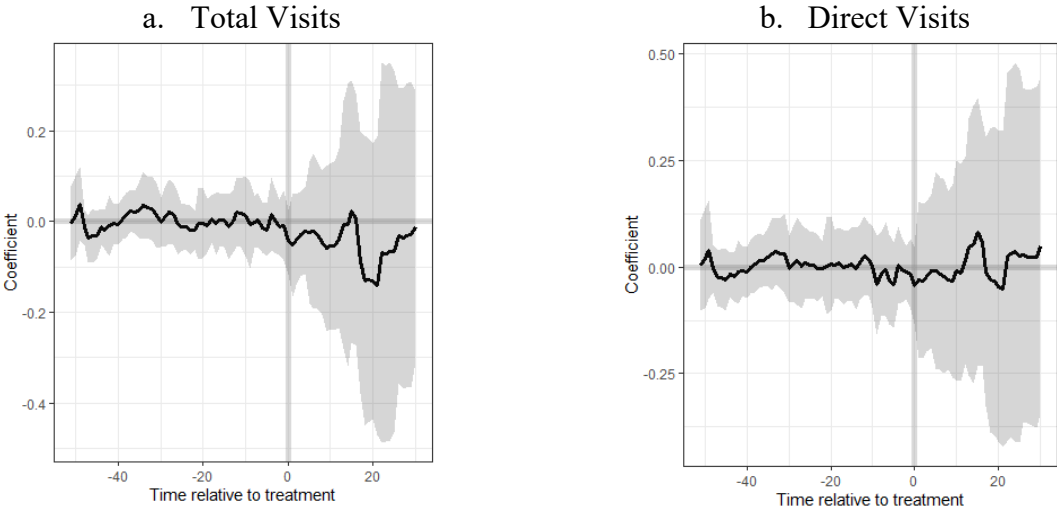 a. Total Visits
0.2
0.0
-0.2
-0.4
Coefficient
-40
-20
0
20
Time relative to treatment
b. Direct Visits
0.50
0.25
0.00
-0.25
Coefficient
-40
-20
0
20
Time relative to treatment